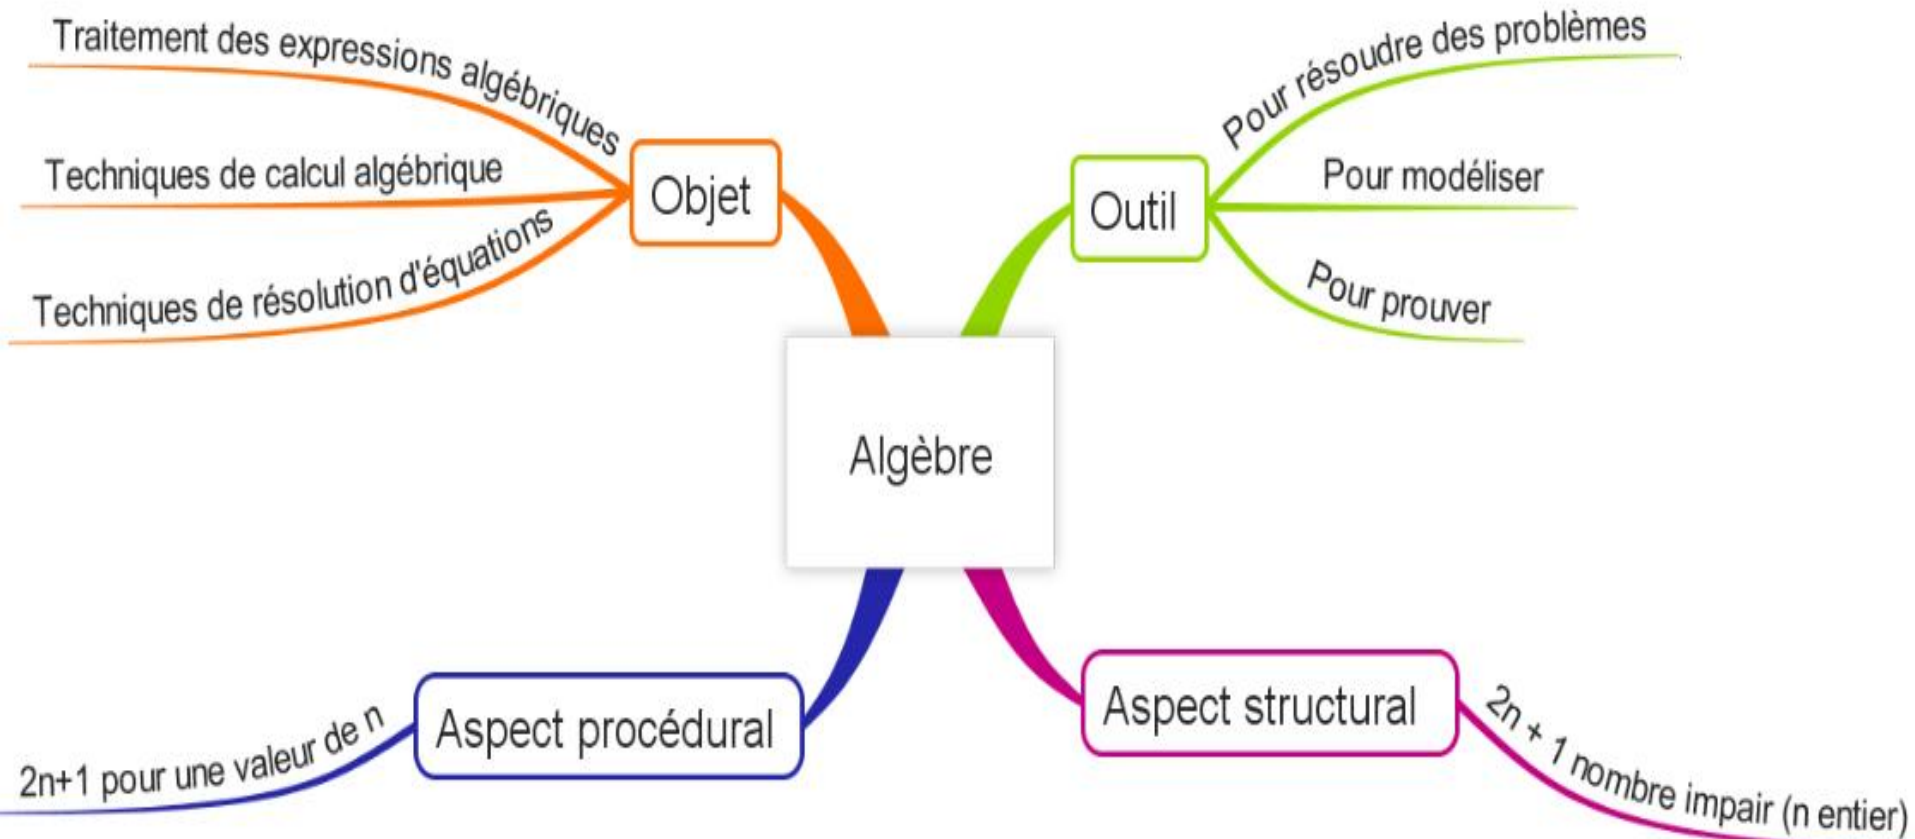 Traitement des expressions algébriques
Techniques de calcul algébrique
Techniques de résolution d'équations
Objet
Outil
Pour résoudre des problèmes
Pour modéliser
Pour prouver
Algèbre
Aspect procédural
2n+1 pour une valeur de n
Aspect structural
2n + 1 nombre impair (n entier)